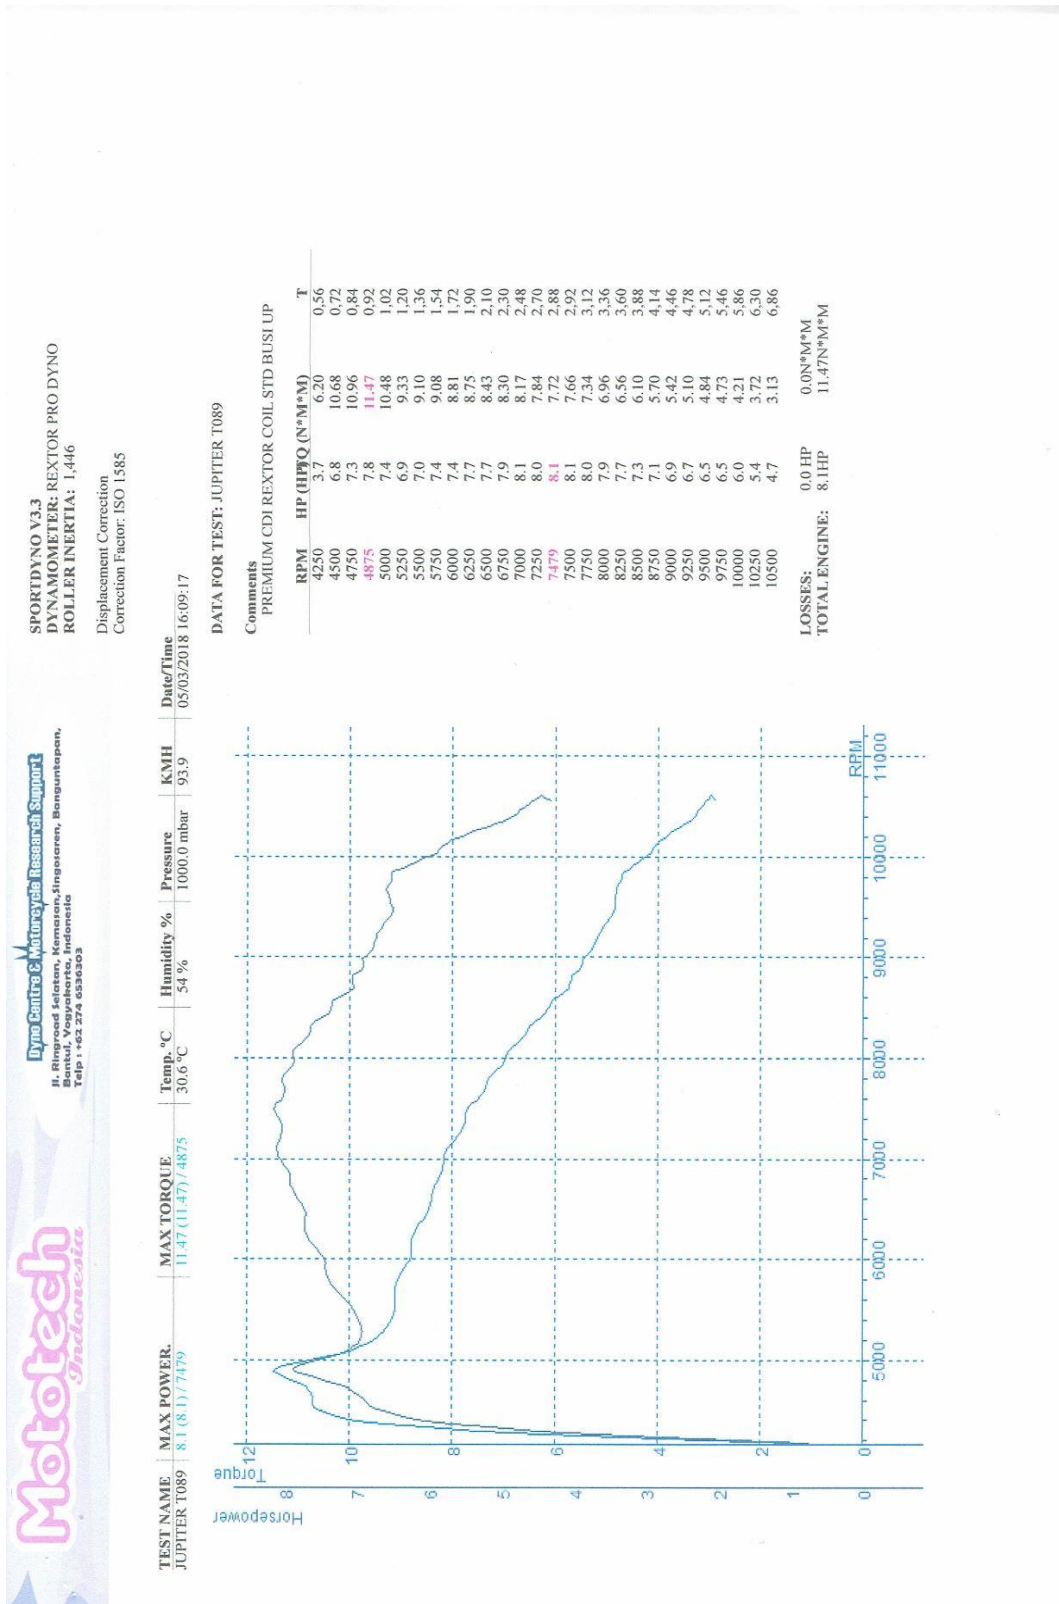 Mototech
Indonesia
Dyno Centre & Motorcycle Research Support
Jl. Ringroad Selatan, Kemasan,Singosaren, Banguntapan,
Bantul, Yogyakarta, Indonesia
Telp : +62 274 6536303
SPORTDYNO V3.3
DYNAMOMETER: REXTOR PRO DYNO
ROLLER INERTIA: 1,446
Displacement Correction
Correction Factor: ISO 1585
TEST NAME MAX POWER. MAX TORQUE Temp. °C Humidity % Pressure KMH Date/Time
JUPITER T089 8.1 (8.1) / 7479 11.47 (11.47) / 4875 30.6 °C 54 % 1000.0 mbar 93.9 05/03/2018 16:09:17
DATA FOR TEST: JUPITER T089
Comments
PREMIUM CDI REXTOR COIL STD BUSI UP
RPM HP (HP) TQ (N*M*M) T
4250 3.7 6.20 0,56
4500 6.8 10.68 0,72
4750 7.3 10.96 0,84
4875 7.8 11.47 0,92
5000 7.4 10.48 1,02
5250 6.9 9.33 1,20
5500 7.0 9.10 1,36
5750 7.4 9.08 1,54
6000 7.4 8.81 1,72
6250 7.7 8.75 1,90
6500 7.7 8.43 2,10
6750 7.9 8.30 2,30
7000 8.1 8.17 2,48
7250 8.0 7.84 2,70
7479 8.1 7.72 2,88
7500 8.1 7.66 2,92
7750 8.0 7.34 3,12
8000 7.9 6.96 3,36
8250 7.7 6.56 3,60
8500 7.3 6.10 3,88
8750 7.1 5.70 4,14
9000 6.9 5.42 4,46
9250 6.7 5.10 4,78
9500 6.5 4.84 5,12
9750 6.5 4.73 5,46
10000 6.0 4.21 5,86
10250 5.4 3.72 6,30
10500 4.7 3.13 6,86
LOSSES: 0.0 HP 0.0N*M*M
TOTAL ENGINE: 8.1HP 11.47N*M*M
Horsepower
8
7
6
5
4
3
2
1
0
Torque
12
10
8
6
4
2
0
5000 6000 7000 8000 9000 10000 11000
RPM